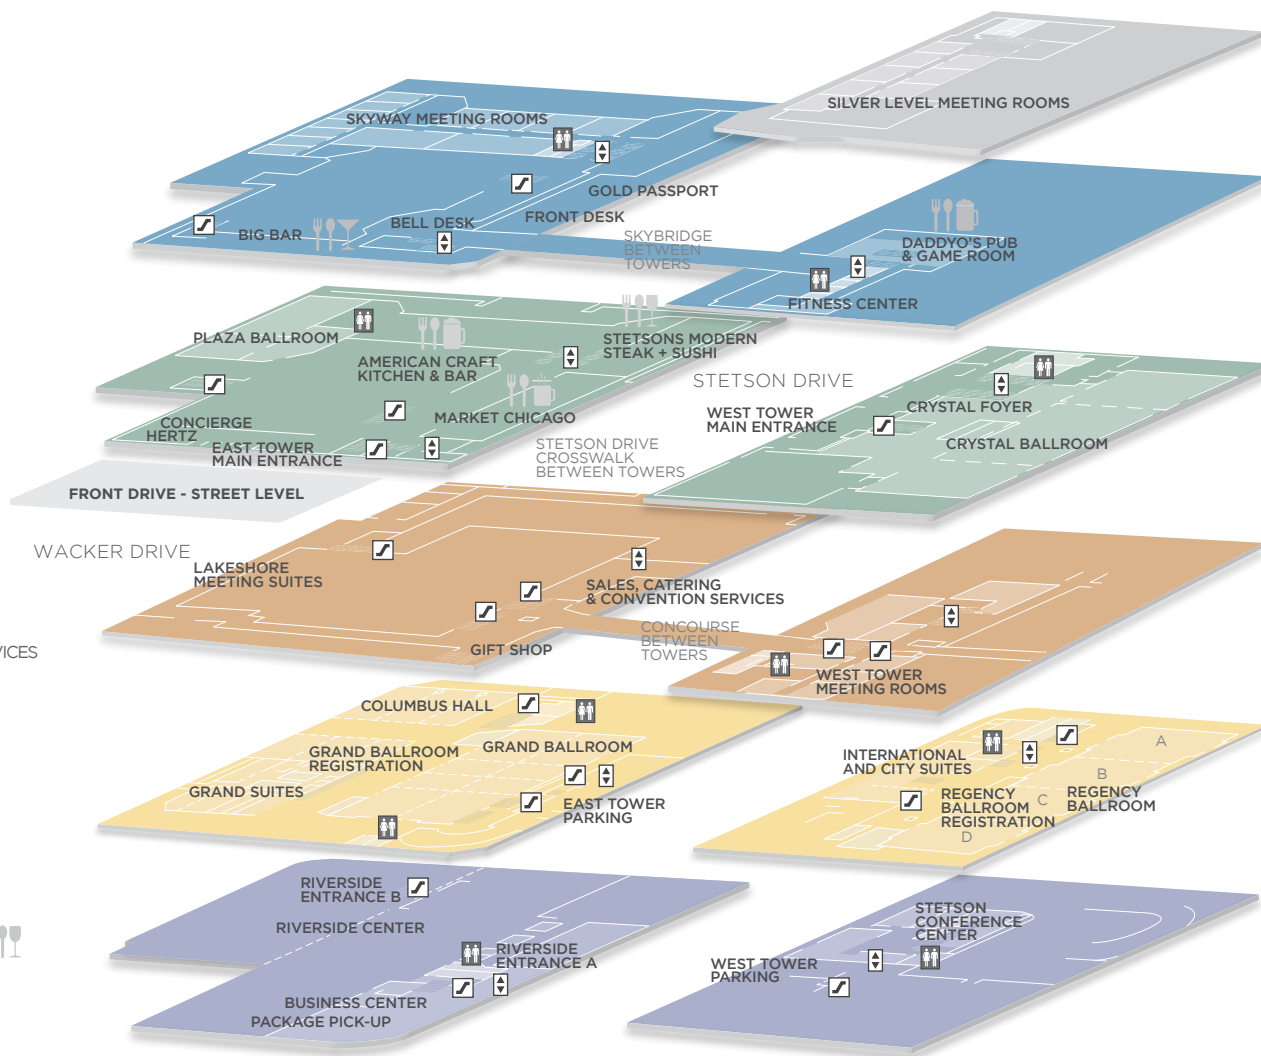 SILVER LEVEL MEETING ROOMS
SKYWAY MEETING ROOMS
GOLD PASSPORT
FRONT DESK
BELL DESK
BIG BAR
SKYBRIDGE
BETWEEN
TOWERS
DADDYO'S PUB
& GAME ROOM
FITNESS CENTER
PLAZA BALLROOM
AMERICAN CRAFT
KITCHEN & BAR
STETSONS MODERN
STEAK + SUSHI
MARKET CHICAGO
CONCIERGE
HERTZ
EAST TOWER
MAIN ENTRANCE
STETSON DRIVE
CROSSWALK
BETWEEN TOWERS
STETSON DRIVE
WEST TOWER
MAIN ENTRANCE
CRYSTAL FOYER
CRYSTAL BALLROOM
FRONT DRIVE - STREET LEVEL
WACKER DRIVE
LAKESHORE
MEETING SUITES
SALES, CATERING
& CONVENTION SERVICES
GIFT SHOP
CONCOURSE
BETWEEN
TOWERS
WEST TOWER
MEETING ROOMS
VICES
COLUMBUS HALL
GRAND BALLROOM
REGISTRATION
GRAND BALLROOM
GRAND SUITES
EAST TOWER
PARKING
INTERNATIONAL
AND CITY SUITES
A
B
C
D
REGENCY
BALLROOM
REGISTRATION
REGENCY
BALLROOM
RIVERSIDE
ENTRANCE B
RIVERSIDE CENTER
RIVERSIDE
ENTRANCE A
BUSINESS CENTER
PACKAGE PICK-UP
STETSON
CONFERENCE
CENTER
WEST TOWER
PARKING